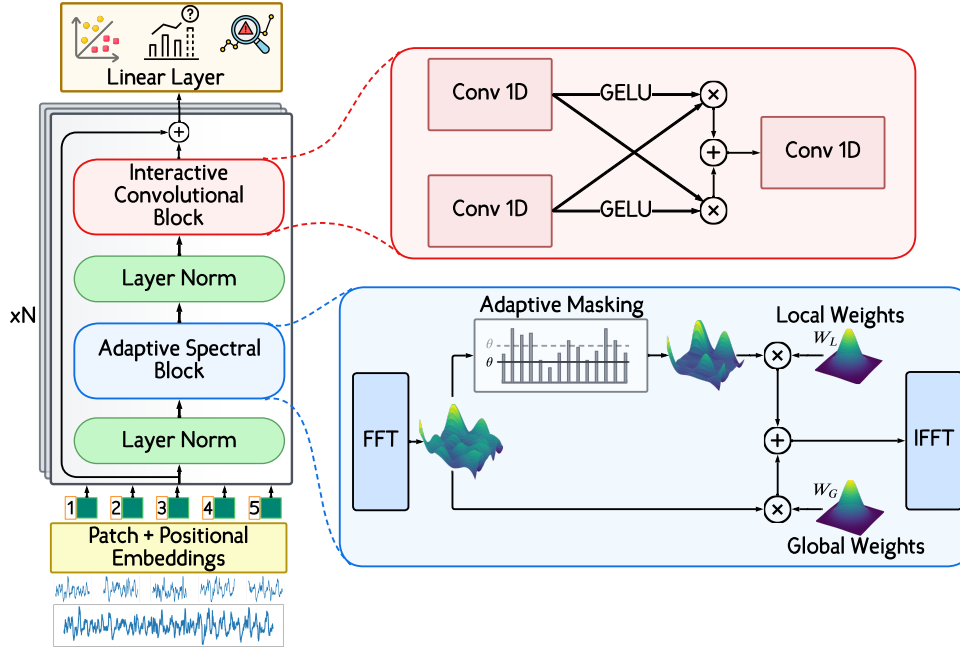 ?
Linear Layer
Interactive
Convolutional
Block
Layer Norm
xN
Adaptive Spectral
Block
Layer Norm
1 2 3 4 5
Patch + Positional
Embeddings
Conv 1D
GELU
Conv 1D
Conv 1D
GELU
Adaptive Masking
θ
θ
Local Weights
W_L
FFT
IFFT
W_G
Global Weights